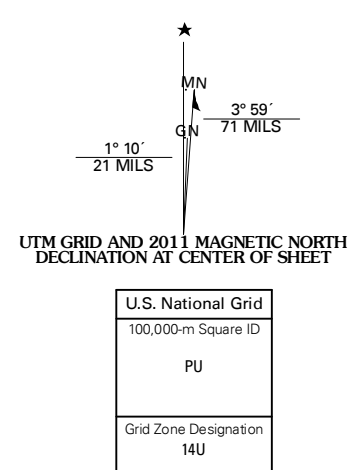 ★
MN
3° 59´
71 MILS
GN
1° 10´
21 MILS
UTM GRID AND 2011 MAGNETIC NORTH
DECLINATION AT CENTER OF SHEET
U.S. National Grid
100,000-m Square ID
PU
Grid Zone Designation
14U